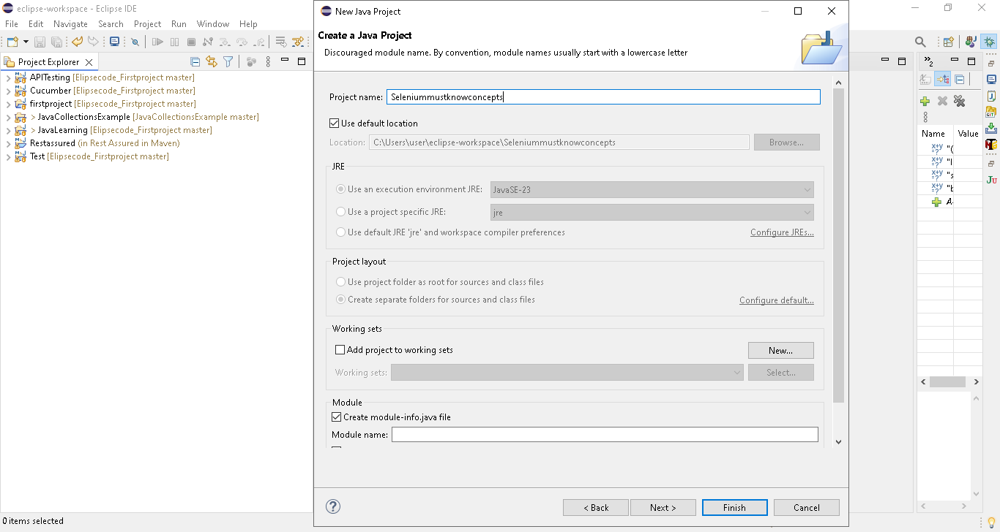 eclipse-workspace - Eclipse IDE
File Edit Navigate Search Project Run Window Help
Project Explorer
APITesting [Elipsecode_Firstproject master]
Cucumber [Elipsecode_Firstproject master]
firstproject [Elipsecode_Firstproject master]
> JavaCollectionsExample [JavaCollectionsExample master]
> JavaLearning [Elipsecode_Firstproject master]
Restassured (in Rest Assured in Maven)
Test [Elipsecode_Firstproject master]
0 items selected
New Java Project
Create a Java Project
Discouraged module name. By convention, module names usually start with a lowercase letter
Project name: Seleniummustknowconcepts
Use default location
Location: C:\Users\user\eclipse-workspace\Seleniummustknowconcepts Browse...
JRE
Use an execution environment JRE: JavaSE-23
Use a project specific JRE: jre
Use default JRE 'jre' and workspace compiler preferences Configure JREs...
Project layout
Use project folder as root for sources and class files
Create separate folders for sources and class files Configure default...
Working sets
Add project to working sets New...
Working sets: Select...
Module
Create module-info.java file
Module name:
? < Back Next > Finish Cancel
Name Value